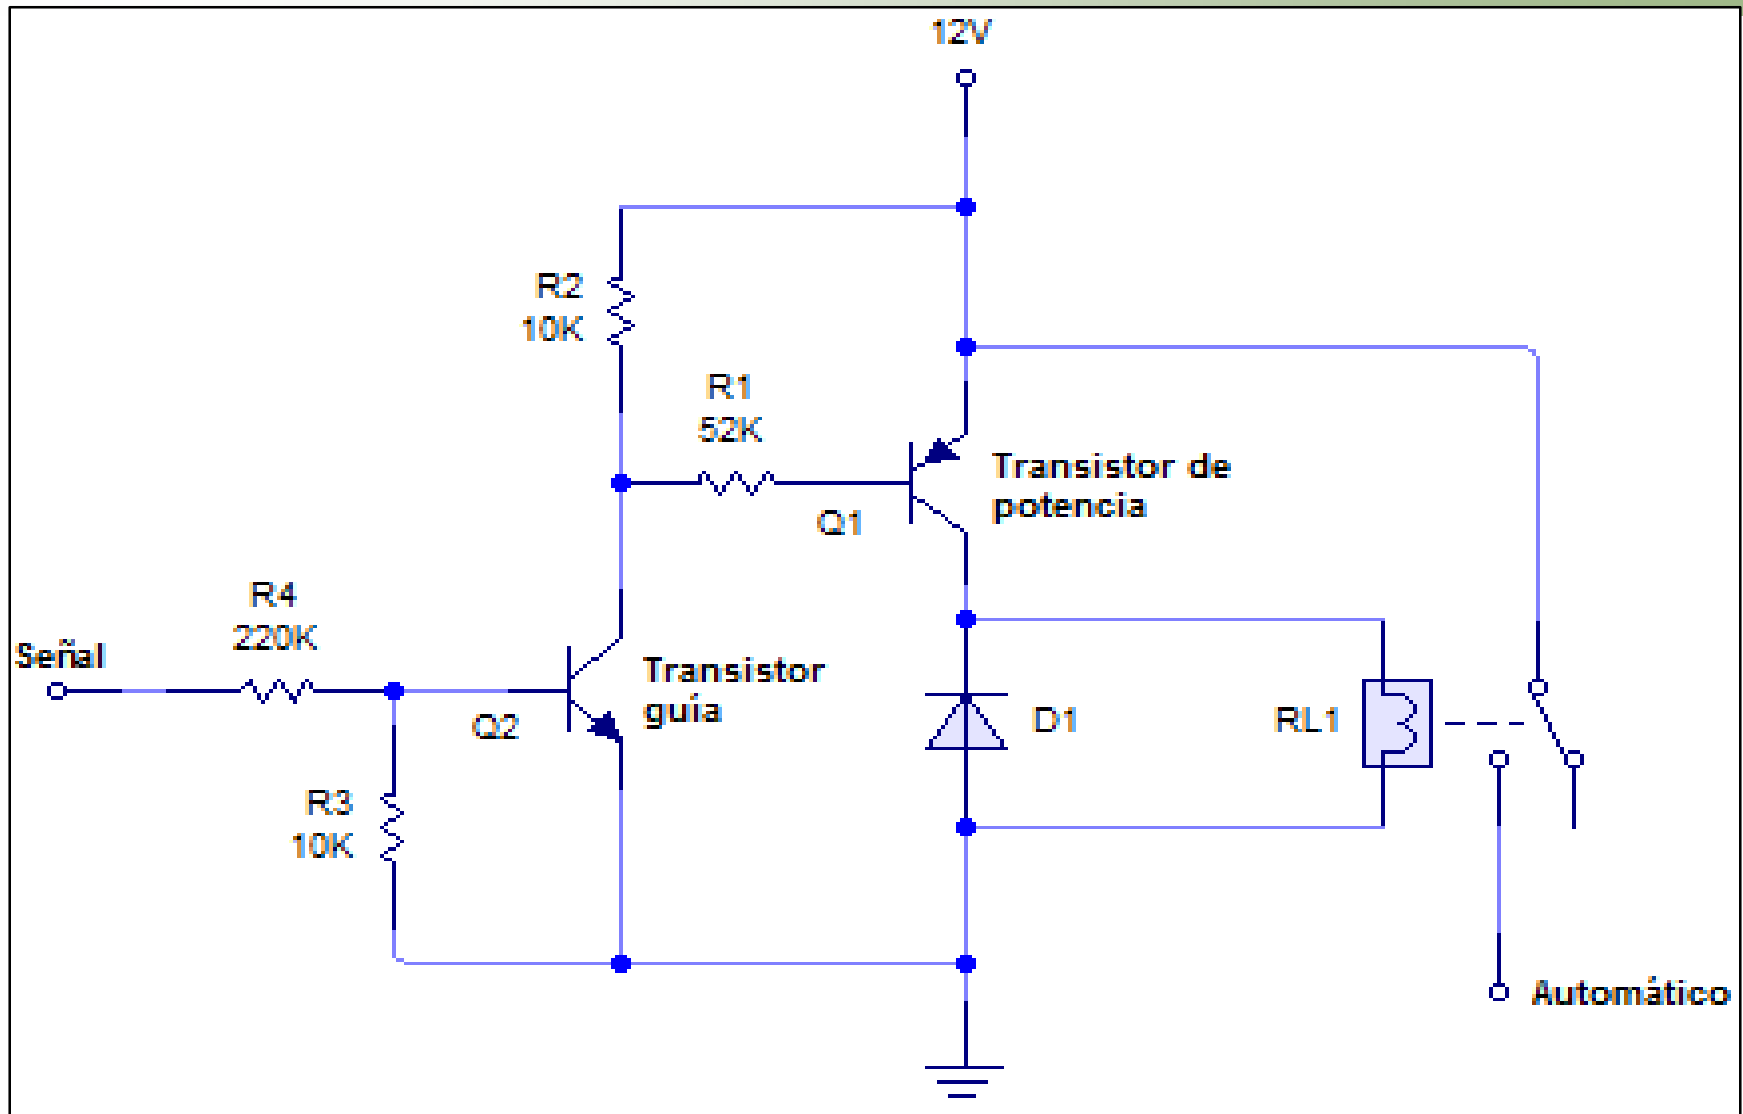 12V
R2
10K
R1
52K
Transistor de
potencia
Q1
R4
220K
Señal
Transistor
guía
Q2
D1
RL1
R3
10K
Automático